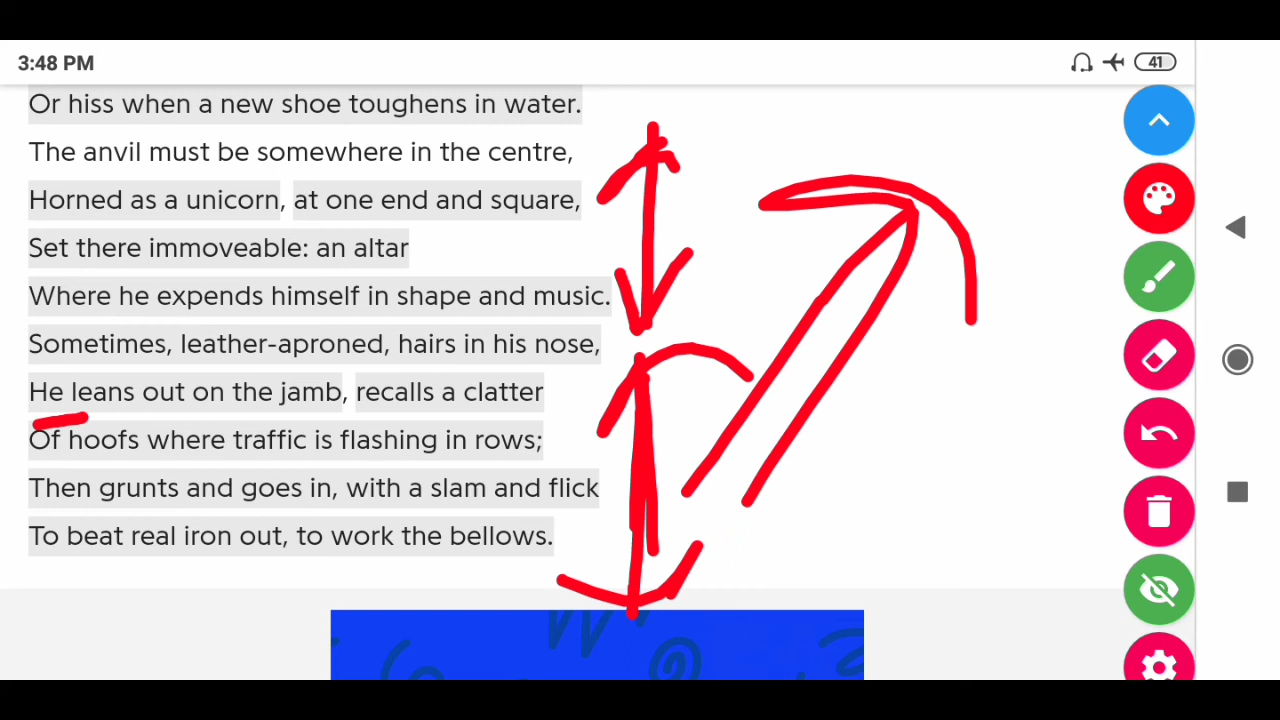 3:48 PM
41
Or hiss when a new shoe toughens in water.
The anvil must be somewhere in the centre,
Horned as a unicorn, at one end and square,
Set there immoveable: an altar
Where he expends himself in shape and music.
Sometimes, leather-aproned, hairs in his nose,
He leans out on the jamb, recalls a clatter
Of hoofs where traffic is flashing in rows;
Then grunts and goes in, with a slam and flick
To beat real iron out, to work the bellows.